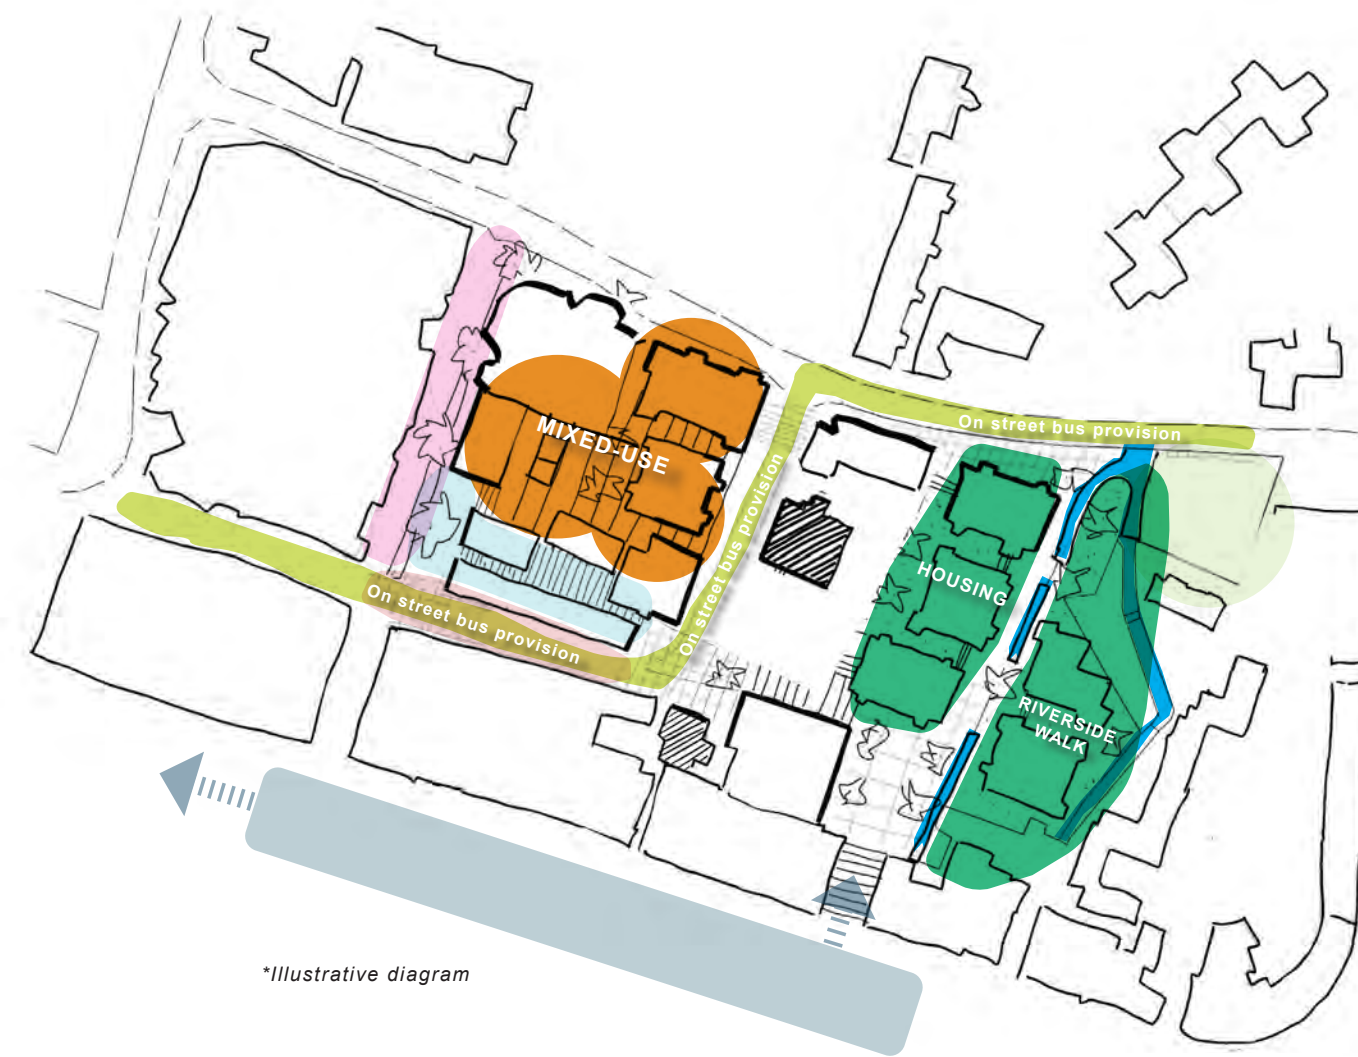 On street bus provision
MIXED-USE
On street bus provision
HOUSING
On street bus provision
RIVERSIDE
WALK
*Illustrative diagram